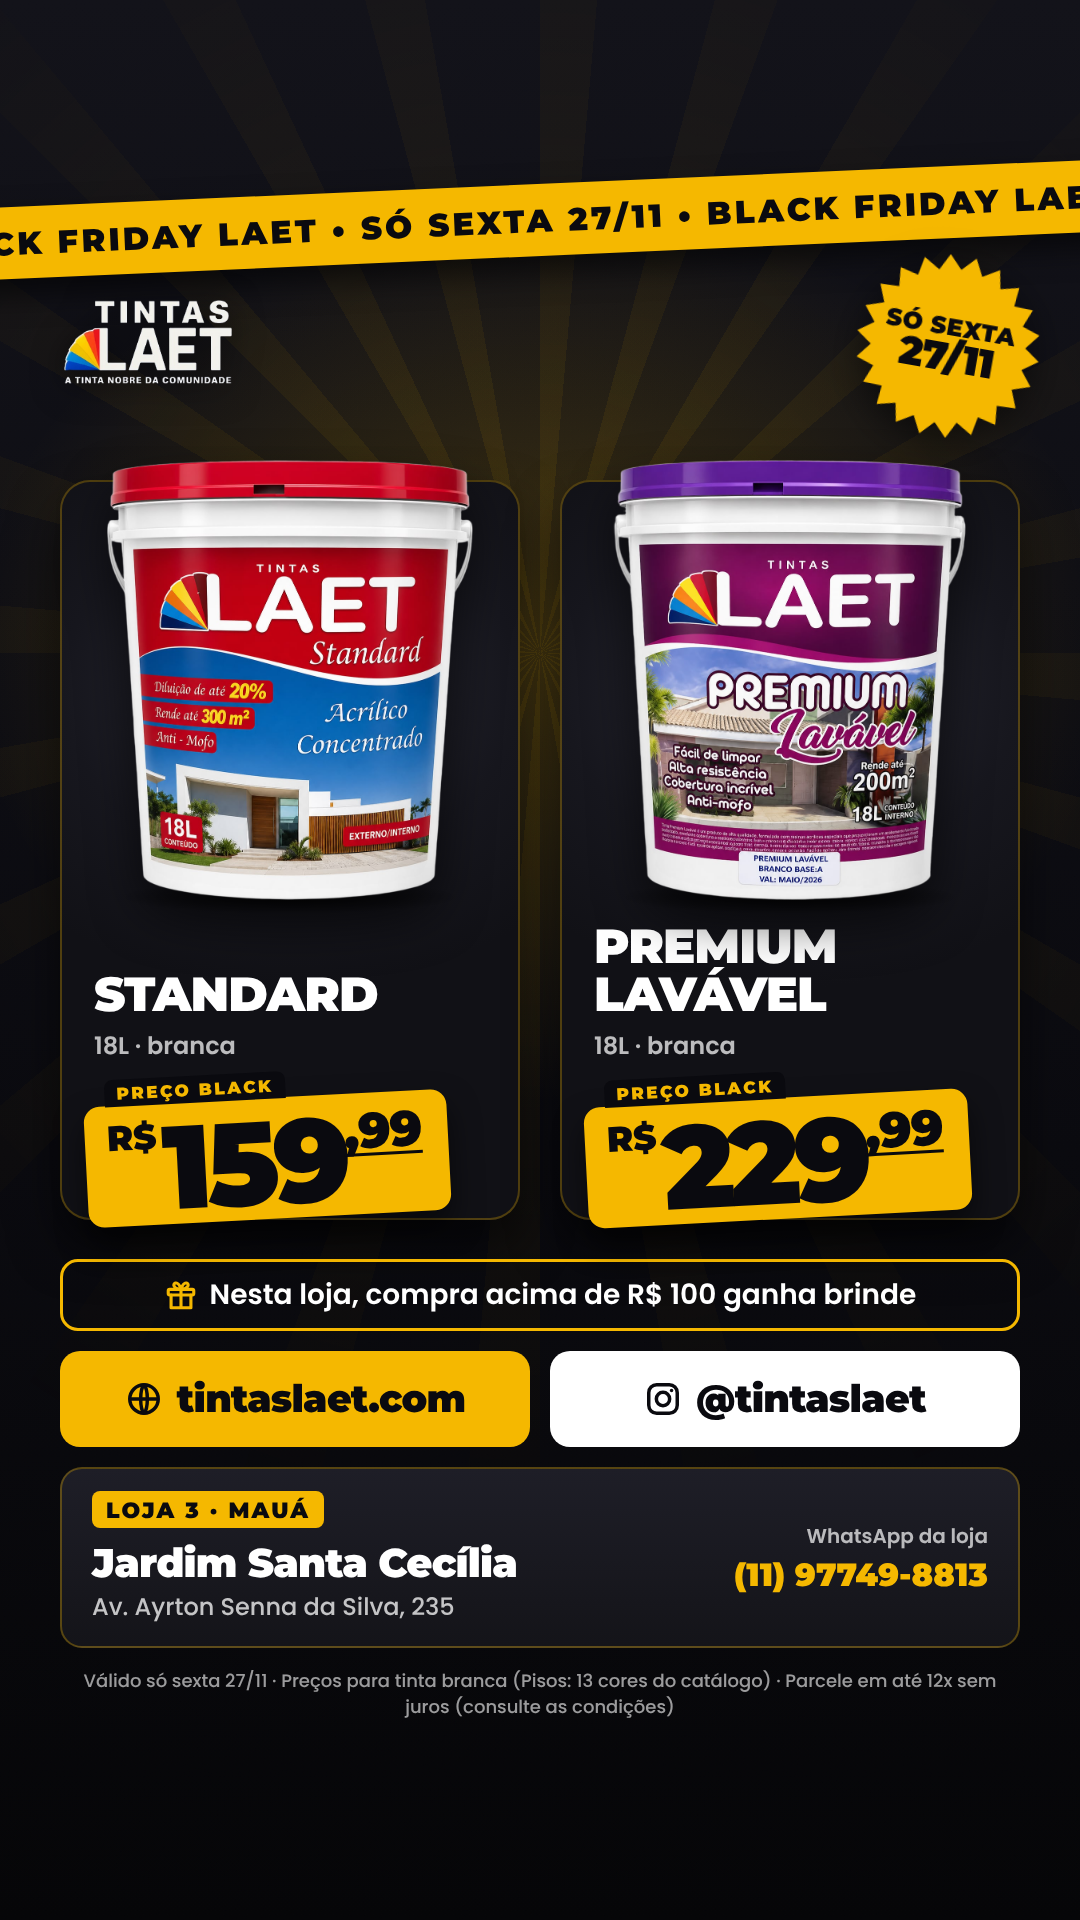 CK FRIDAY LAET • SÓ SEXTA 27/11 • BLACK FRIDAY LAE
TINTAS
LAET
A TINTA NOBRE DA COMUNIDADE
SÓ SEXTA
27/11
TINTAS
LAET
Standard
Diluição de até 20%
Rende até 300 m²
Anti - Mofo
Acrílico
Concentrado
18L
CONTEÚDO
EXTERNO/INTERNO
TINTAS
LAET
PREMIUM
Lavável
Fácil de limpar
Alta resistência
Cobertura incrível
Anti-mofo
Rende até
200m²
18L CONTEÚDO
INTERNO
PREMIUM LAVÁVEL
BRANCO BASE:A
VAL: MAIO/2026
STANDARD
18L · branca
PREÇO BLACK
R$159,99
PREMIUM
LAVÁVEL
18L · branca
PREÇO BLACK
R$229,99
Nesta loja, compra acima de R$ 100 ganha brinde
tintaslaet.com
@tintaslaet
LOJA 3 · MAUÁ
Jardim Santa Cecília
Av. Ayrton Senna da Silva, 235
WhatsApp da loja
(11) 97749-8813
Válido só sexta 27/11 · Preços para tinta branca (Pisos: 13 cores do catálogo) · Parcele em até 12x sem
juros (consulte as condições)